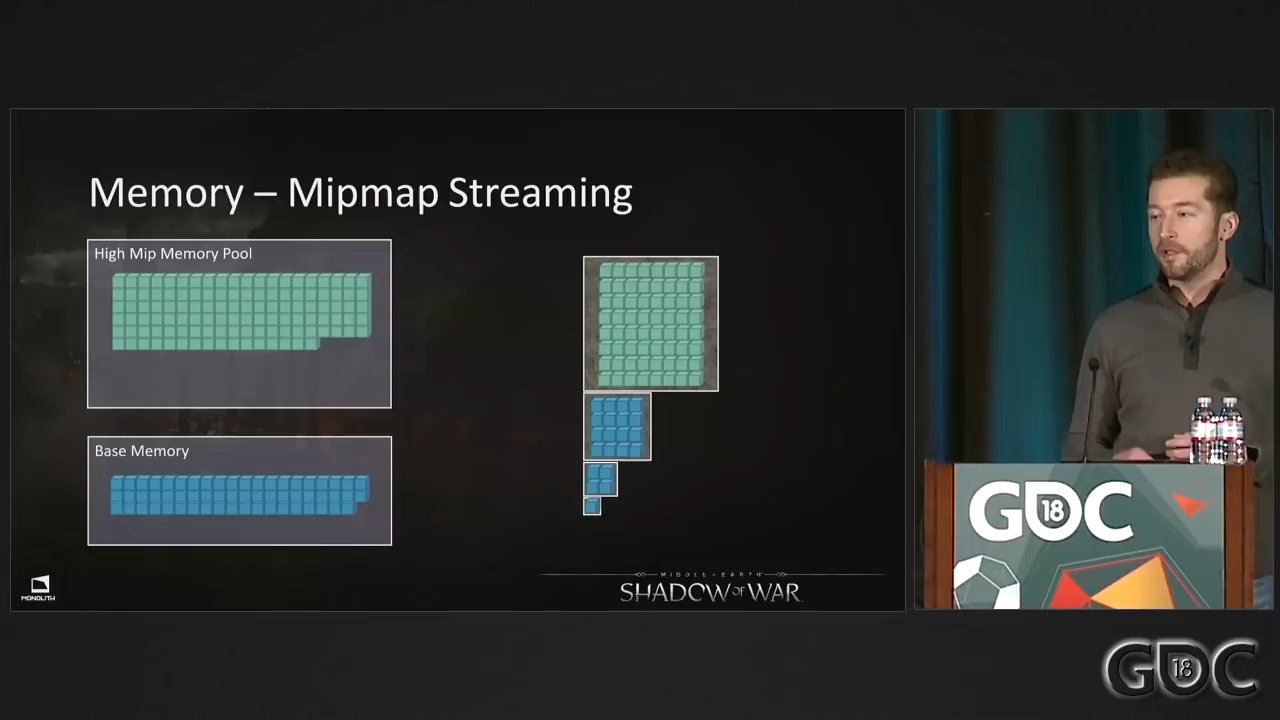 Memory – Mipmap Streaming
High Mip Memory Pool
Base Memory
MONOLITH
MIDDLE-EARTH
SHADOW OF WAR
GDC
18
GDC
18